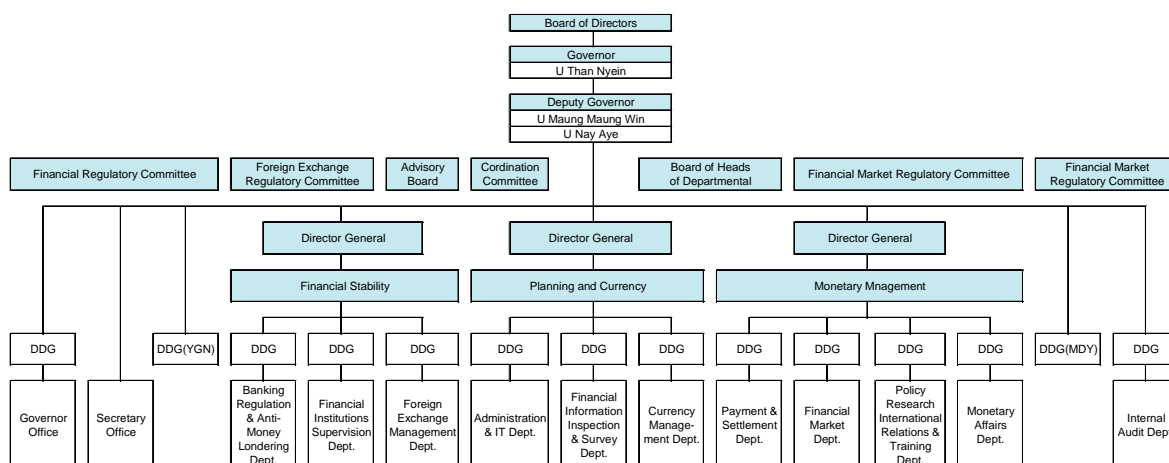 Board of Directors
Governor
U Than Nyein
Deputy Governor
U Maung Maung Win
U Nay Aye
Financial Regulatory Committee
Foreign Exchange
Regulatory Committee
Advisory
Board
Cordination
Committee
Board of Heads
of Departmental
Financial Market Regulatory Committee
Financial Market
Regulatory Committee
Director General
Director General
Director General
Financial Stability
Planning and Currency
Monetary Mnagement
DDG
DDG(YGN)
DDG
DDG
DDG
DDG
DDG
DDG
DDG
DDG
DDG
DDG
DDG(MDY)
DDG
Governor
Office
Secretary
Office
Banking
Regulation
& Anti-
Money
Londering
Dept.
Financial
Institutions
Supervision
Dept.
Foreign
Exchange
Management
Dept.
Administration
& IT Dept.
Financial
Information
Inspection
& Survey
Dept.
Currency
Manage-
ment Dept.
Payment &
Settlement
Dept.
Financial
Market
Dept.
Policy
Research
International
Relations &
Training
Dept.
Monetary
Affairs
Dept.
Internal
Audit Dept.